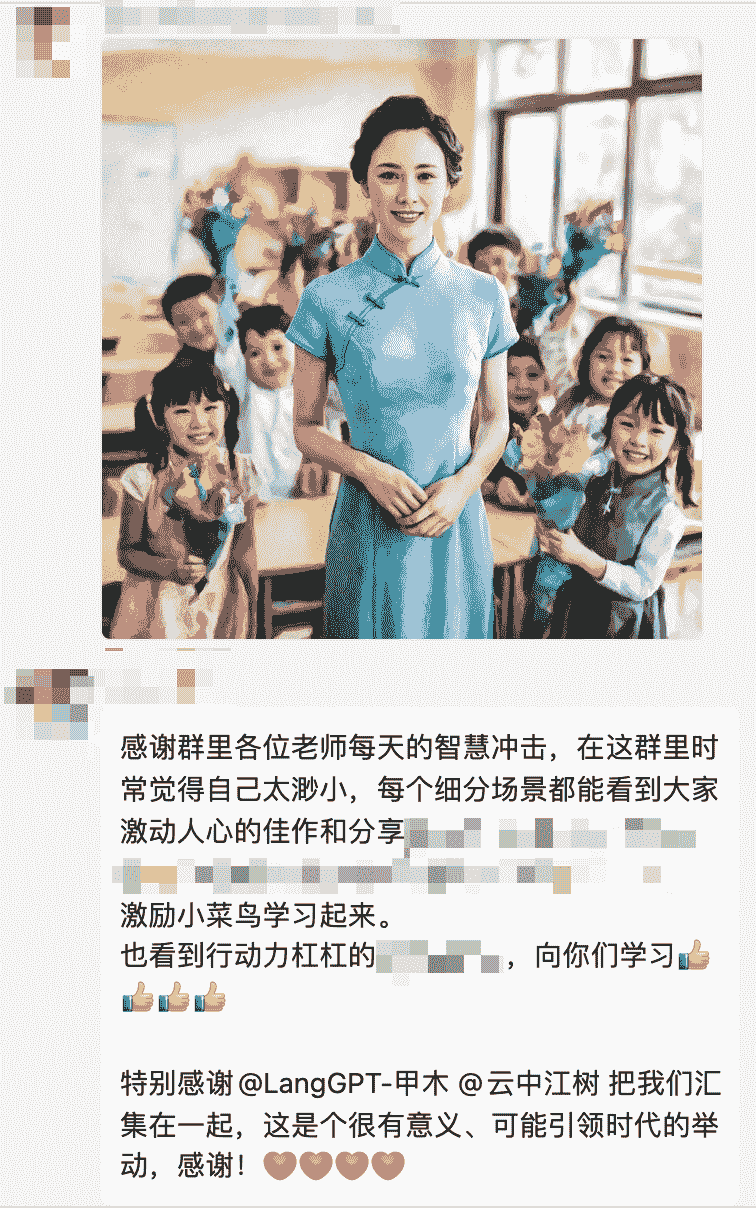 感谢群里各位老师每天的智慧冲击，在这群里时
常觉得自己太渺小，每个细分场景都能看到大家
激动人心的佳作和分享
激励小菜鸟学习起来。
也看到行动力杠杠的，向你们学习👍
👍👍👍
特别感谢@LangGPT-甲木 @云中江树 把我们汇
集在一起，这是个很有意义、可能引领时代的举
动，感谢！❤❤❤❤